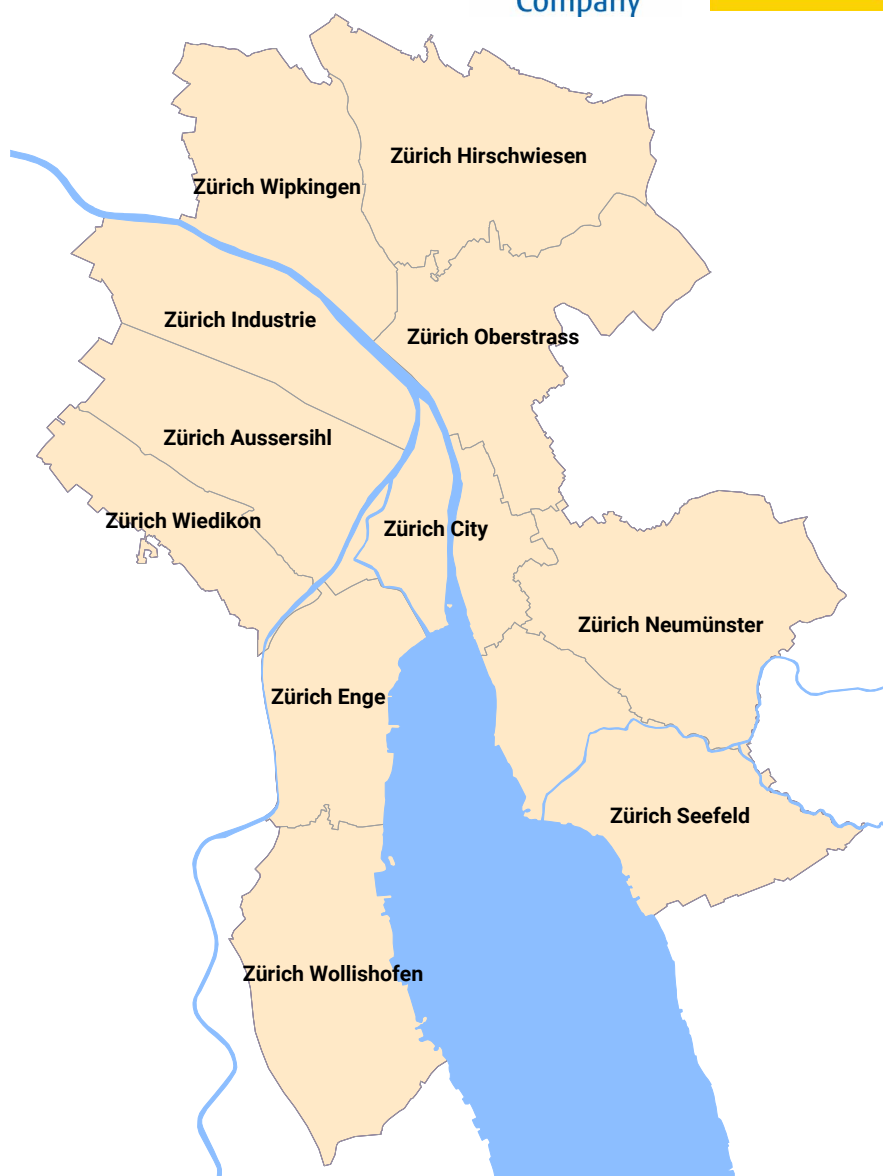 Company
Zürich Hirschwiesen
Zürich Wipkingen
Zürich Industrie
Zürich Oberstrass
Zürich Aussersihl
Zürich Wiedikon
Zürich City
Zürich Neumünster
Zürich Enge
Zürich Seefeld
Zürich Wollishofen